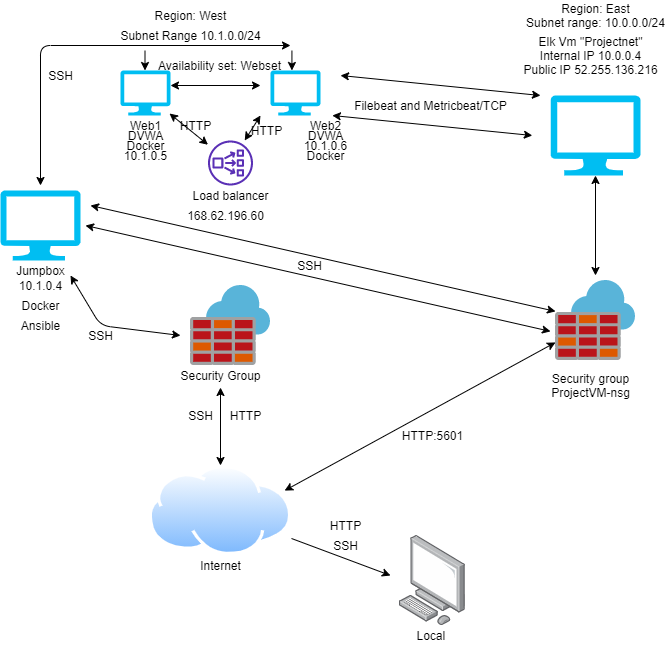 Region: West
Subnet Range 10.1.0.0/24
Region: East
Subnet range: 10.0.0.0/24
Elk Vm "Projectnet"
Internal IP 10.0.0.4
Public IP 52.255.136.216
SSH
Availability set: Webset
Filebeat and Metricbeat/TCP
Web1
DVWA
Docker
10.1.0.5
HTTP
HTTP
Web2
DVWA
10.1.0.6
Docker
Load balancer
168.62.196.60
Jumpbox
10.1.0.4
Docker
Ansible
SSH
SSH
Security Group
Security group
ProjectVM-nsg
SSH
HTTP
HTTP:5601
Internet
HTTP
SSH
Local